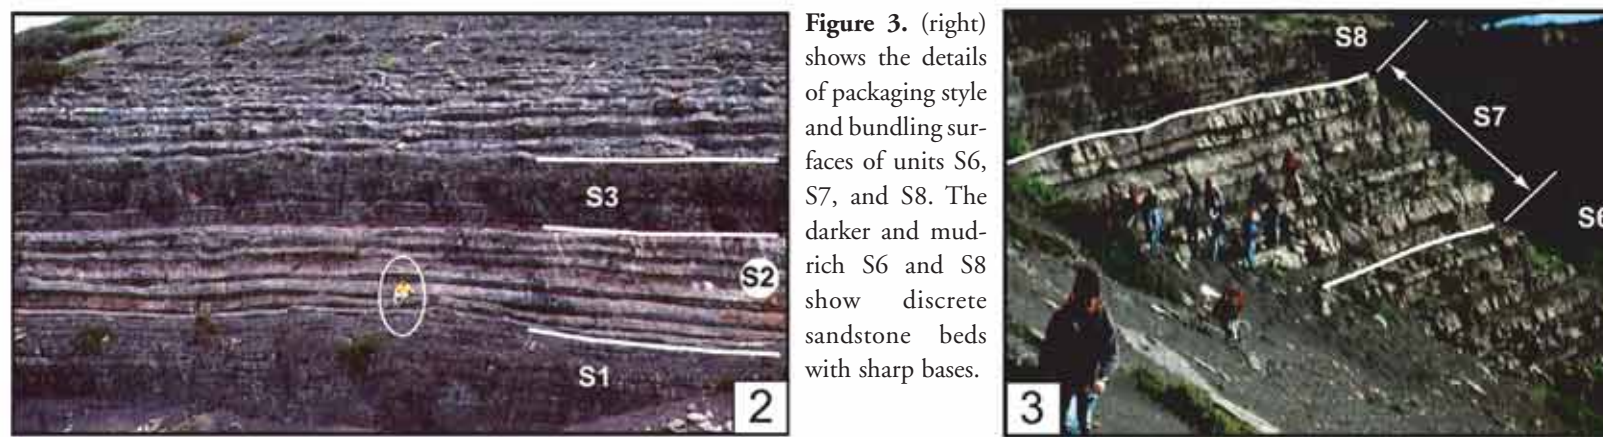 S3
S2
S1
2
Figure 3. (right)
shows the details
of packaging style
and bundling sur-
faces of units S6,
S7, and S8. The
darker and mud-
rich S6 and S8
show discrete
sandstone beds
with sharp bases.
S8
S7
S6
3